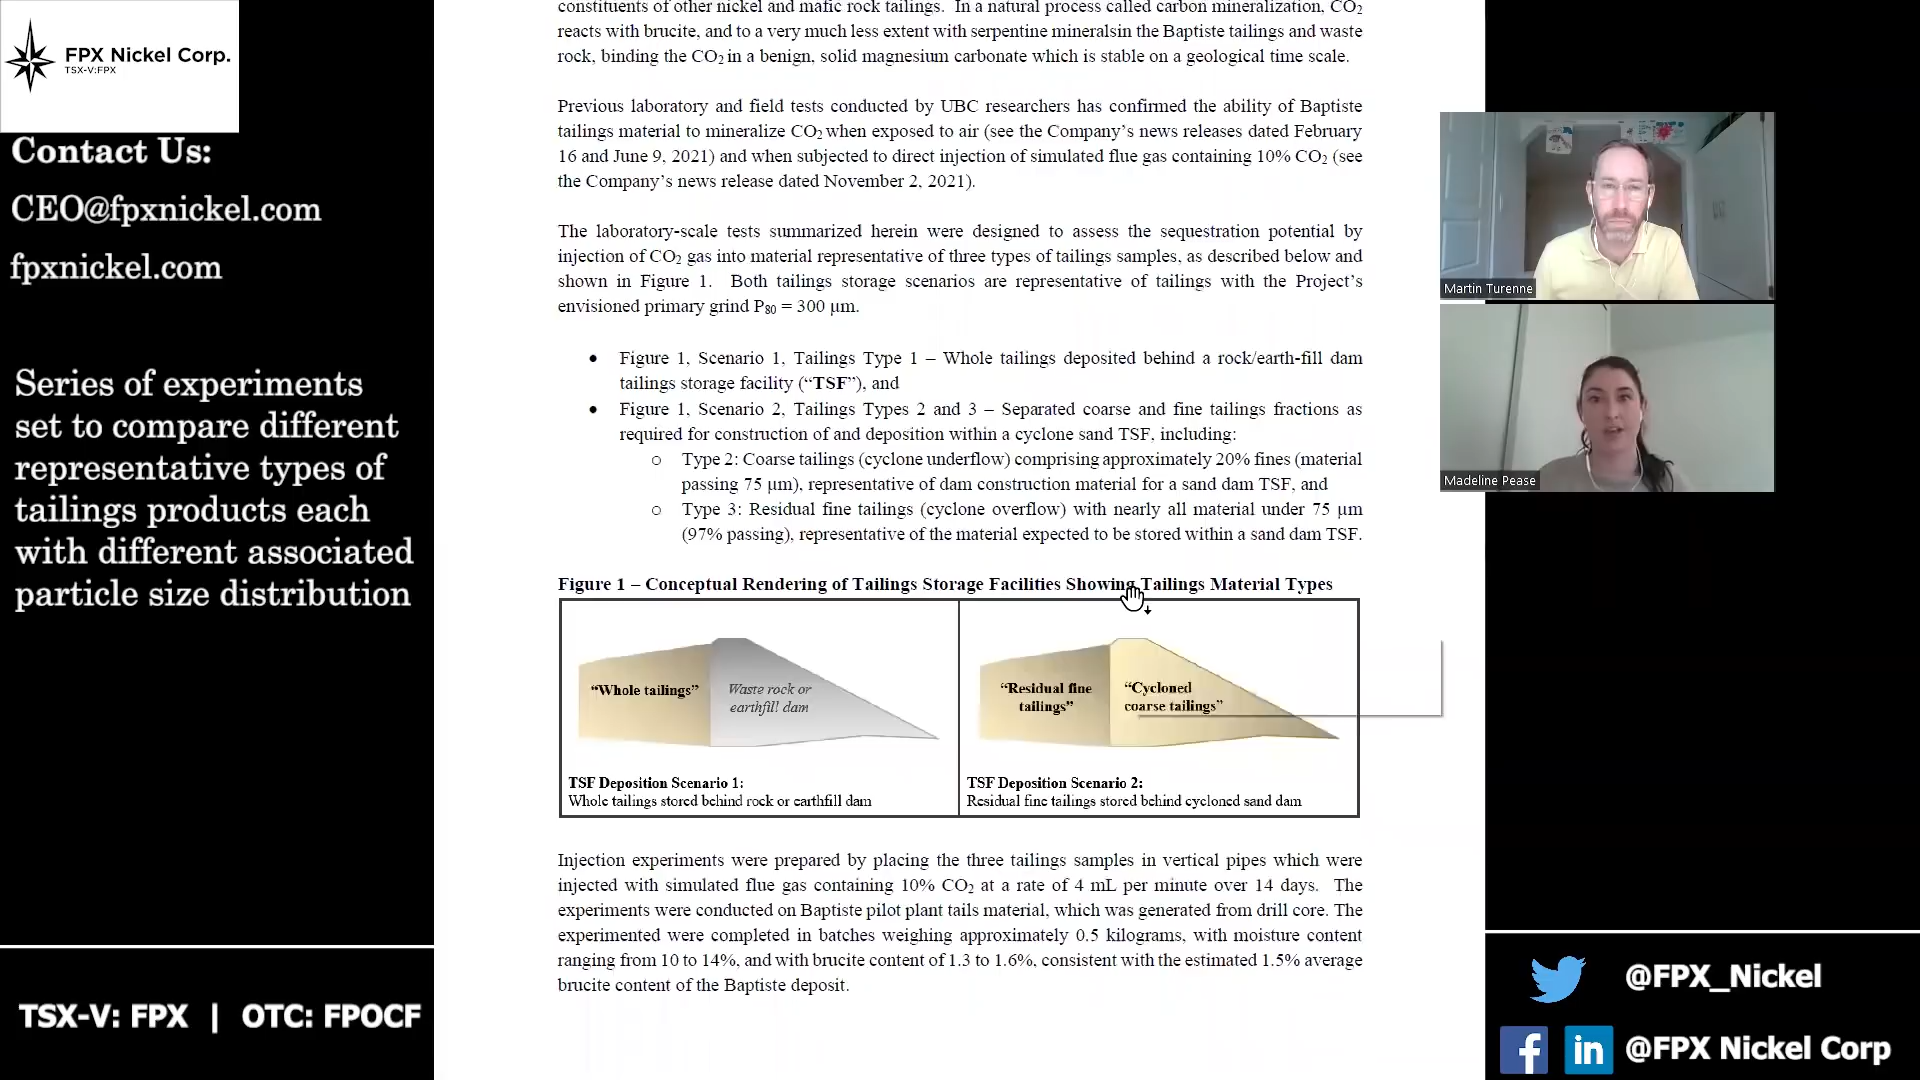 FPX Nickel Corp.
TSX-V:FPX
Contact Us:
CEO@fpxnickel.com
fpxnickel.com
Series of experiments
set to compare different
representative types of
tailings products each
with different associated
particle size distribution
TSX-V: FPX | OTC: FPOCF
constituents of other nickel and mafic rock tailings. In a natural process called carbon mineralization, CO2
reacts with brucite, and to a very much less extent with serpentine mineralsin the Baptiste tailings and waste
rock, binding the CO2 in a benign, solid magnesium carbonate which is stable on a geological time scale.
Previous laboratory and field tests conducted by UBC researchers has confirmed the ability of Baptiste
tailings material to mineralize CO2 when exposed to air (see the Company’s news releases dated February
16 and June 9, 2021) and when subjected to direct injection of simulated flue gas containing 10% CO2 (see
the Company’s news release dated November 2, 2021).
The laboratory-scale tests summarized herein were designed to assess the sequestration potential by
injection of CO2 gas into material representative of three types of tailings samples, as described below and
shown in Figure 1. Both tailings storage scenarios are representative of tailings with the Project’s
envisioned primary grind P80 = 300 µm.
• Figure 1, Scenario 1, Tailings Type 1 – Whole tailings deposited behind a rock/earth-fill dam
tailings storage facility (“TSF”), and
• Figure 1, Scenario 2, Tailings Types 2 and 3 – Separated coarse and fine tailings fractions as
required for construction of and deposition within a cyclone sand TSF, including:
o Type 2: Coarse tailings (cyclone underflow) comprising approximately 20% fines (material
passing 75 µm), representative of dam construction material for a sand dam TSF, and
o Type 3: Residual fine tailings (cyclone overflow) with nearly all material under 75 µm
(97% passing), representative of the material expected to be stored within a sand dam TSF.
Figure 1 – Conceptual Rendering of Tailings Storage Facilities Showing Tailings Material Types
“Whole tailings”
Waste rock or
earthfill dam
TSF Deposition Scenario 1:
Whole tailings stored behind rock or earthfill dam
“Residual fine
tailings”
“Cycloned
coarse tailings”
TSF Deposition Scenario 2:
Residual fine tailings stored behind cycloned sand dam
Injection experiments were prepared by placing the three tailings samples in vertical pipes which were
injected with simulated flue gas containing 10% CO2 at a rate of 4 mL per minute over 14 days. The
experiments were conducted on Baptiste pilot plant tails material, which was generated from drill core. The
experimented were completed in batches weighing approximately 0.5 kilograms, with moisture content
ranging from 10 to 14%, and with brucite content of 1.3 to 1.6%, consistent with the estimated 1.5% average
brucite content of the Baptiste deposit.
Martin Turenne
Madeline Pease
@FPX_Nickel
@FPX Nickel Corp